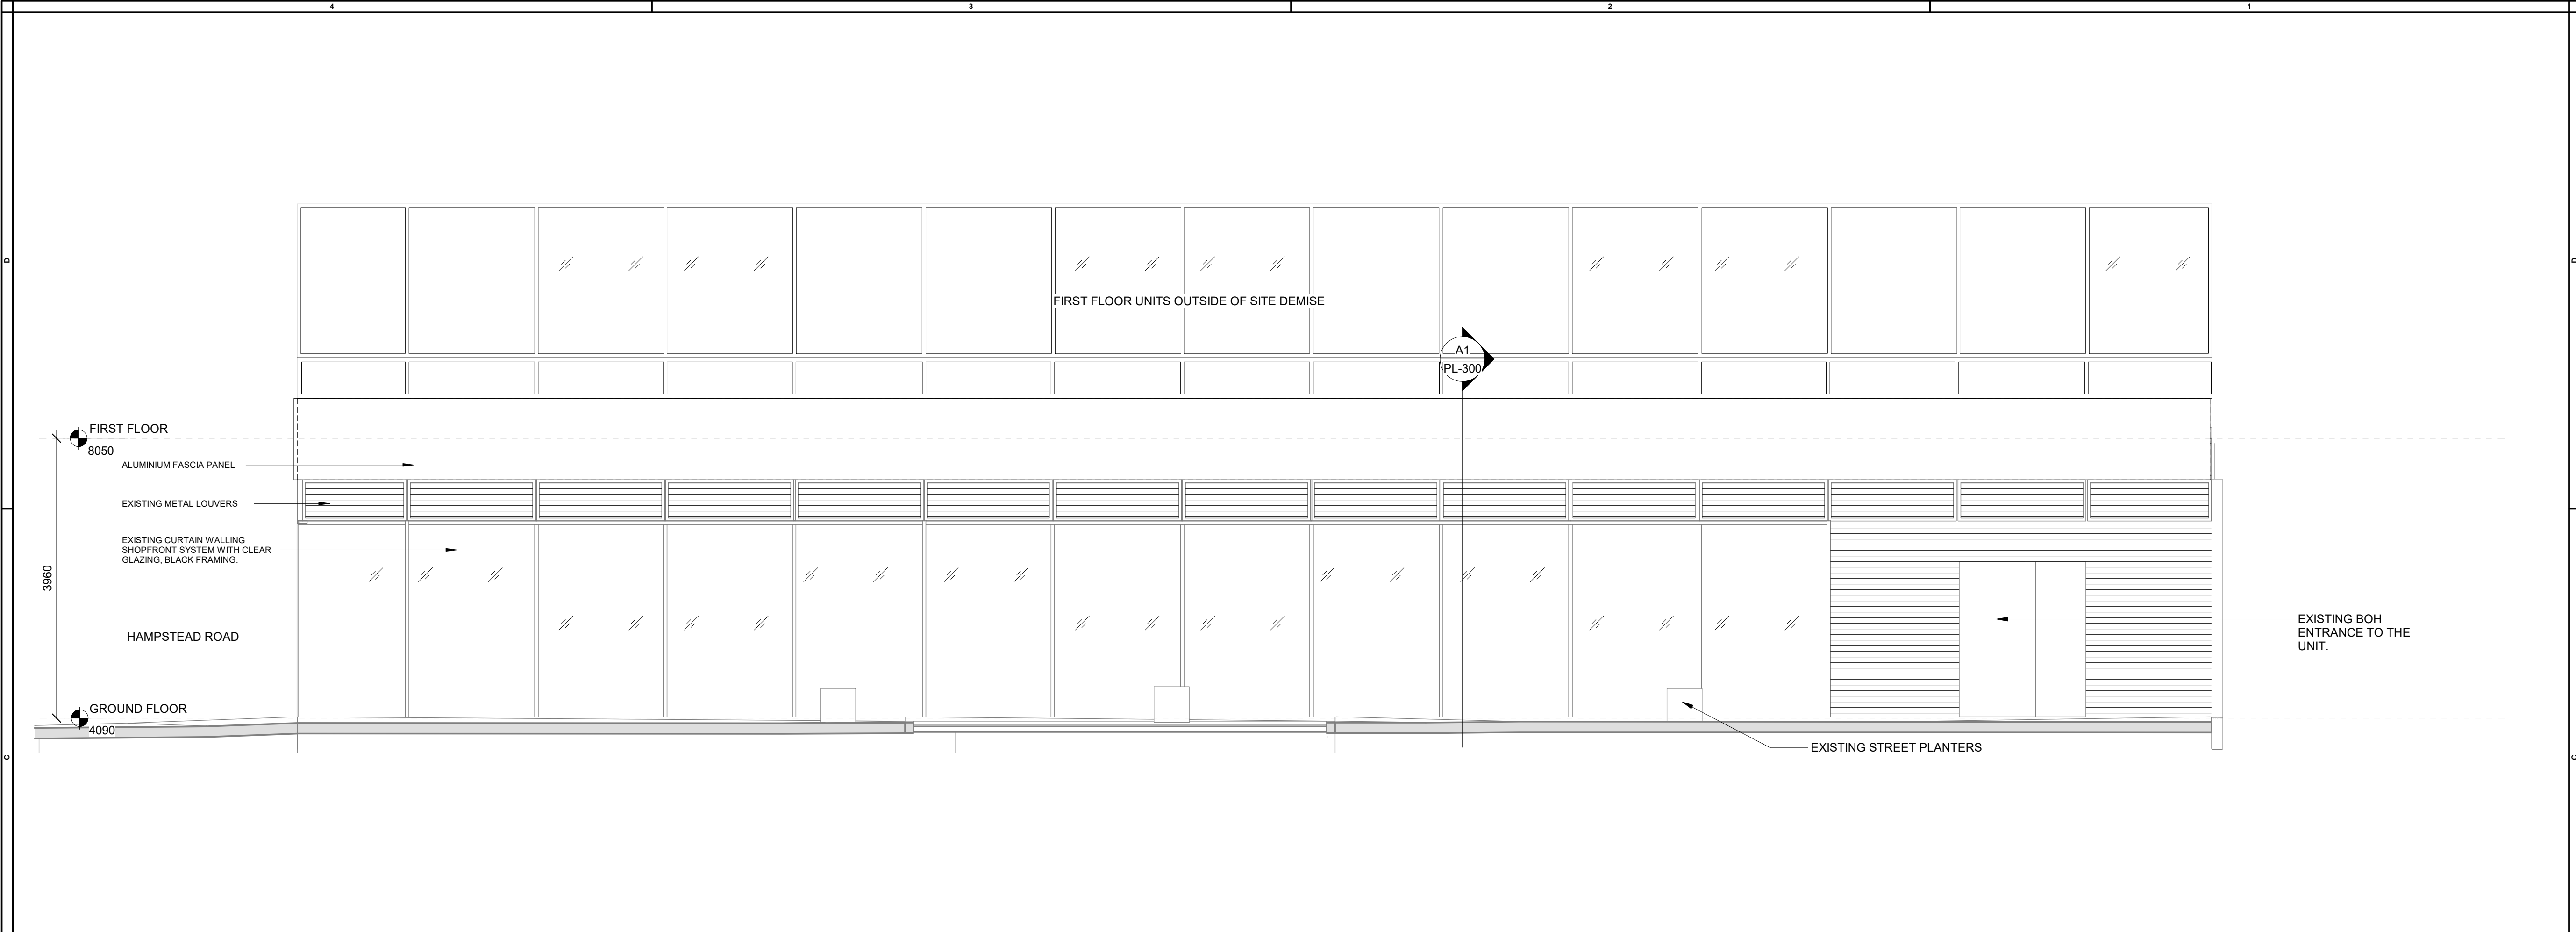 4
3
2
1
D
D
FIRST FLOOR UNITS OUTSIDE OF SITE DEMISE
A1
PL-300
FIRST FLOOR
8050
ALUMINIUM FASCIA PANEL
EXISTING METAL LOUVERS
EXISTING CURTAIN WALLING
SHOPFRONT SYSTEM WITH CLEAR
GLAZING, BLACK FRAMING.
3960
HAMPSTEAD ROAD
EXISTING BOH
ENTRANCE TO THE
UNIT.
GROUND FLOOR
4090
EXISTING STREET PLANTERS
C
C